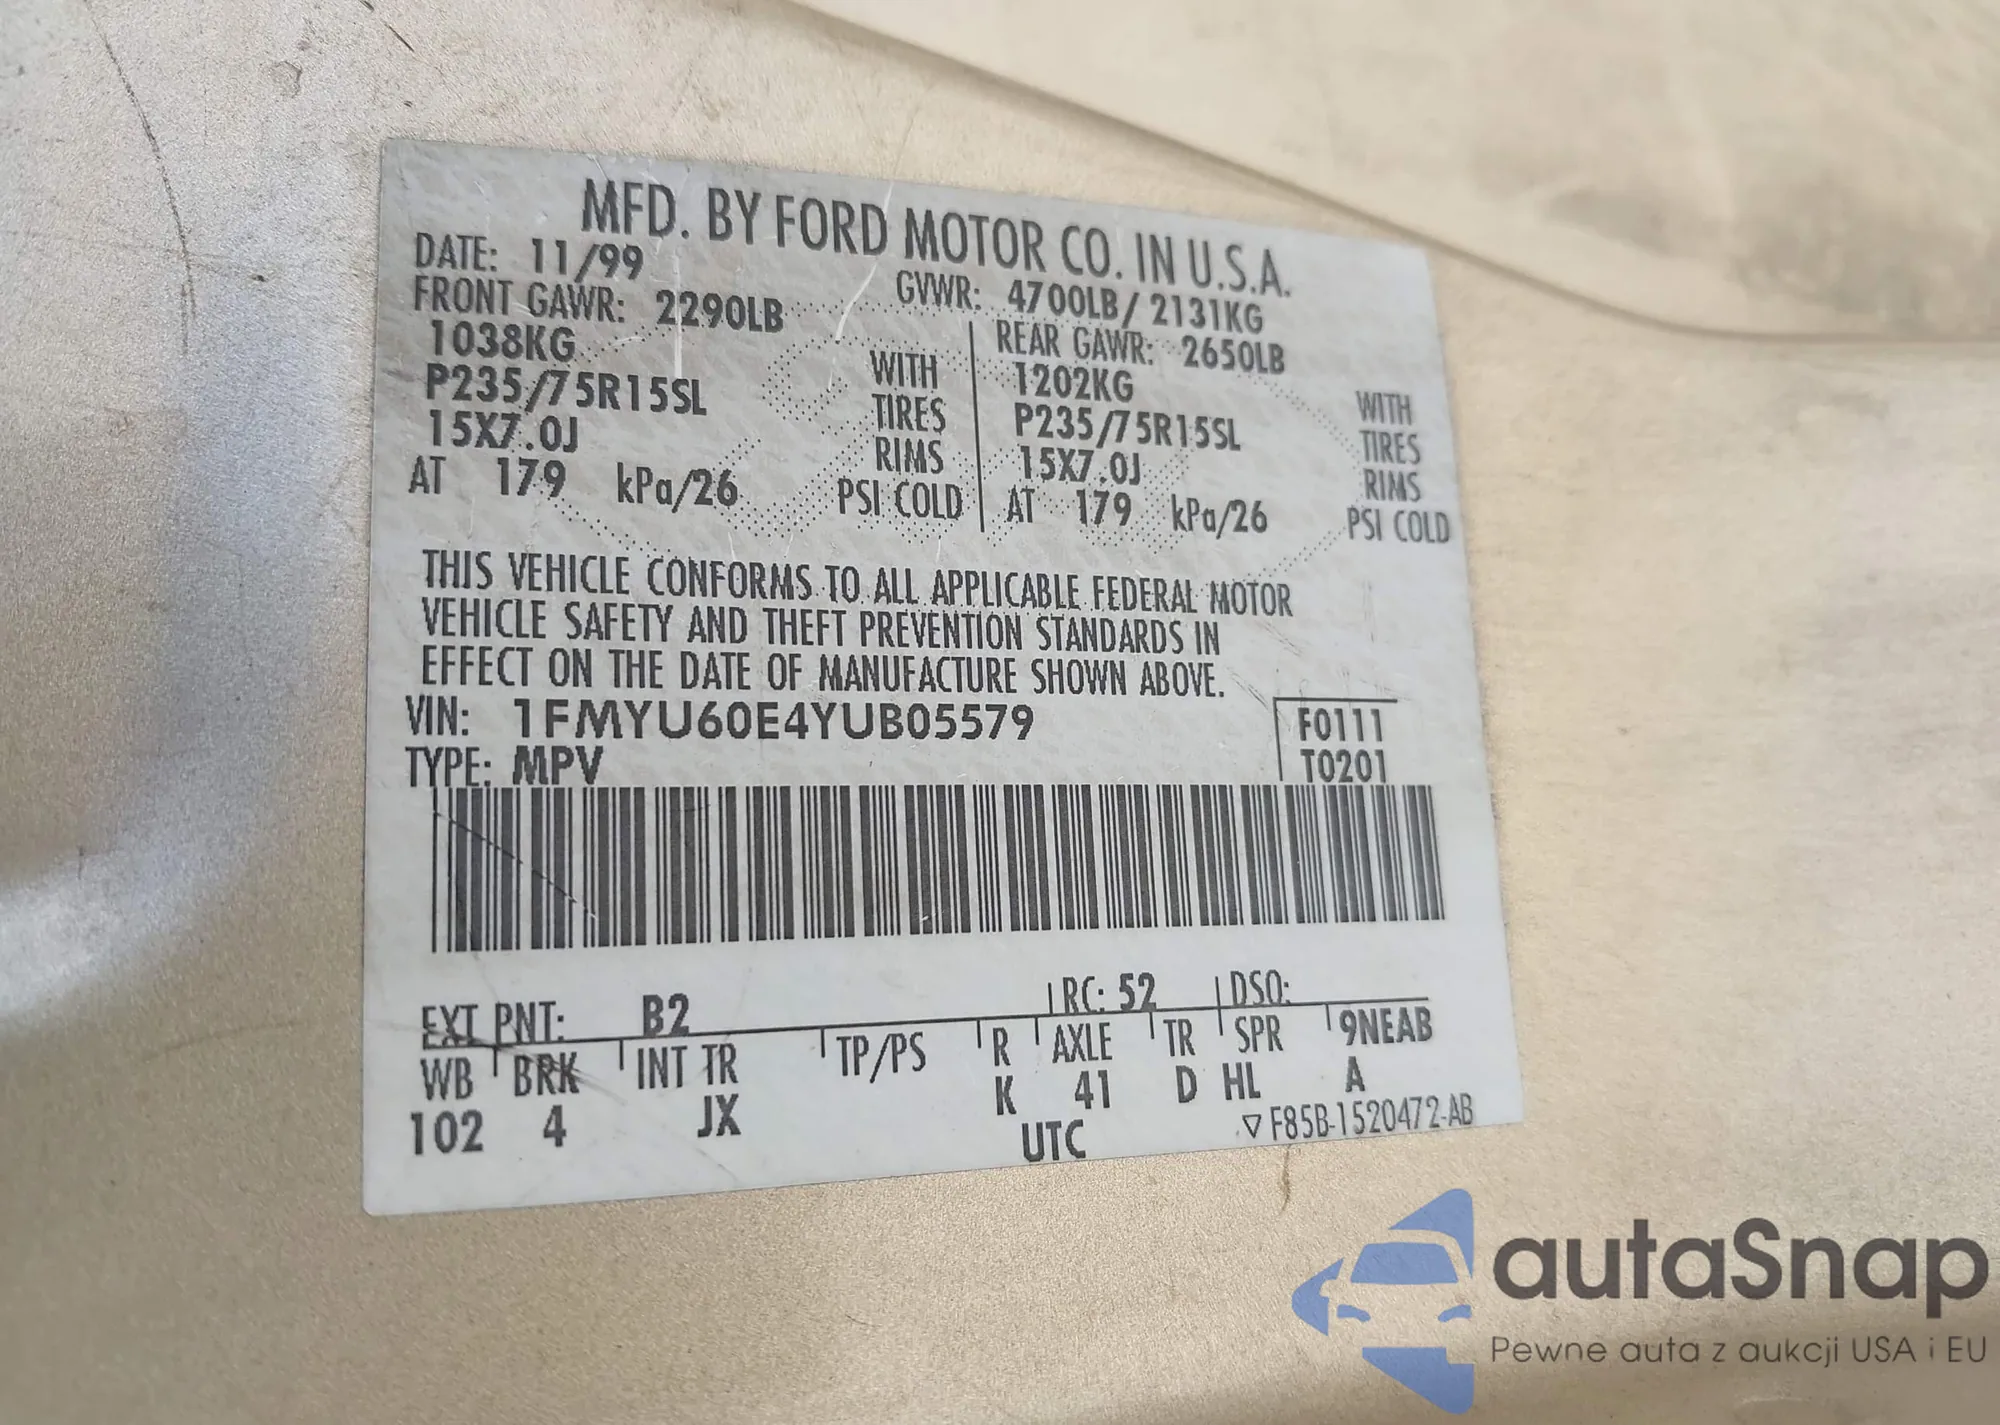 MFD. BY FORD MOTOR CO. IN U.S.A.
DATE: 11/99
GVWR: 4700LB/2131KG
FRONT GAWR: 2290LB
1038KG
P235/75R15SL
15X7.0J
AT 179 kPa/26
WITH
TIRES
RIMS
PSI COLD
REAR GAWR: 2650LB
1202KG
P235/75R15SL
15X7.0J
AT 179 kPa/26
WITH
TIRES
RIMS
PSI COLD
THIS VEHICLE CONFORMS TO ALL APPLICABLE FEDERAL MOTOR
VEHICLE SAFETY AND THEFT PREVENTION STANDARDS IN
EFFECT ON THE DATE OF MANUFACTURE SHOWN ABOVE.
VIN: 1FMYU60E4YUB05579
TYPE: MPV
F0111
T0201
EXT PNT: B2 RC: 52 DSO:
WB BRK INT TR TP/PS R AXLE TR SPR 9NEAB
102 4 JX K 41 D HL A
UTC ▽F85B-1520472-AB
autaSnap
Pewne auta z aukcji USA i EU